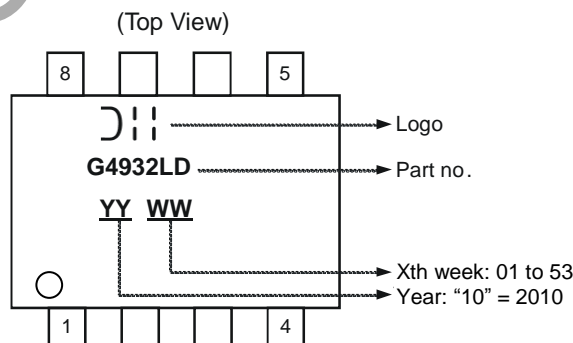 (Top View)
8 5
Logo
G4932LD Part no.
YY WW
Xth week: 01 to 53
Year: “10” = 2010
1 4